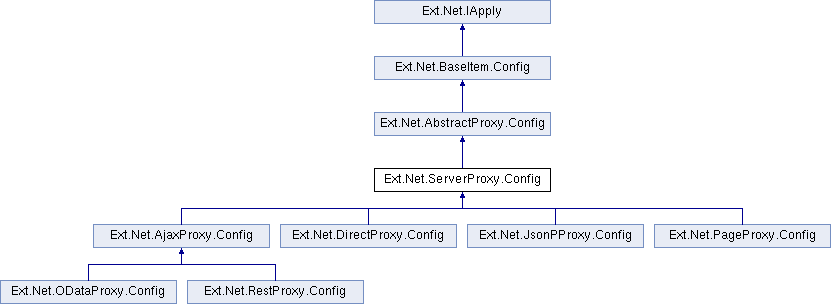 Ext.Net.IApply
Ext.Net.BaseItem.Config
Ext.Net.AbstractProxy.Config
Ext.Net.ServerProxy.Config
Ext.Net.AjaxProxy.Config
Ext.Net.DirectProxy.Config
Ext.Net.JsonPProxy.Config
Ext.Net.PageProxy.Config
Ext.Net.ODataProxy.Config
Ext.Net.RestProxy.Config